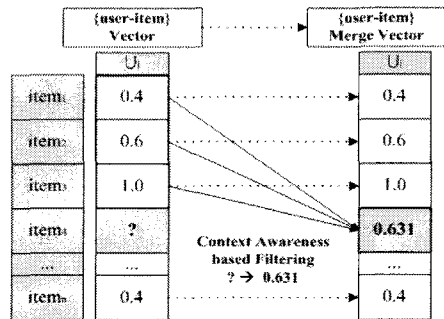 {user-item} Vector
{user-item} Merge Vector
Ui
Ui
item1 0.4 0.4
item2 0.6 0.6
item3 1.0 1.0
item4 ? 0.631
... ... ...
Context Awareness
based Filtering
? → 0.631
itemn 0.4 0.4